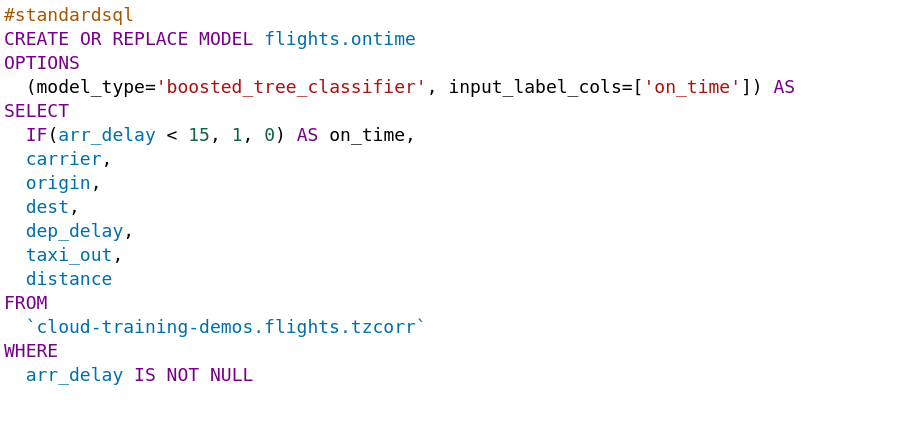 #standardsql
CREATE OR REPLACE MODEL flights.ontime
OPTIONS
  (model_type='boosted_tree_classifier', input_label_cols=['on_time']) AS
SELECT
  IF(arr_delay < 15, 1, 0) AS on_time,
  carrier,
  origin,
  dest,
  dep_delay,
  taxi_out,
  distance
FROM
  `cloud-training-demos.flights.tzcorr`
WHERE
  arr_delay IS NOT NULL